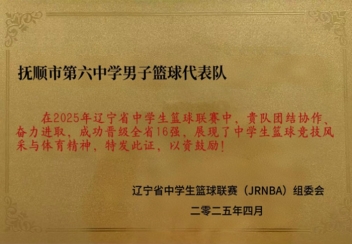 抚顺市第六中学男子篮球代表队
在2025年辽宁省中学生篮球联赛中，贵队团结协作、
奋力进取，成功晋级全省16强，展现了中学生篮球竞技风
采与体育精神，特发此证，以资鼓励！
辽宁省中学生篮球联赛（JRNBA）组委会
二零二五年四月